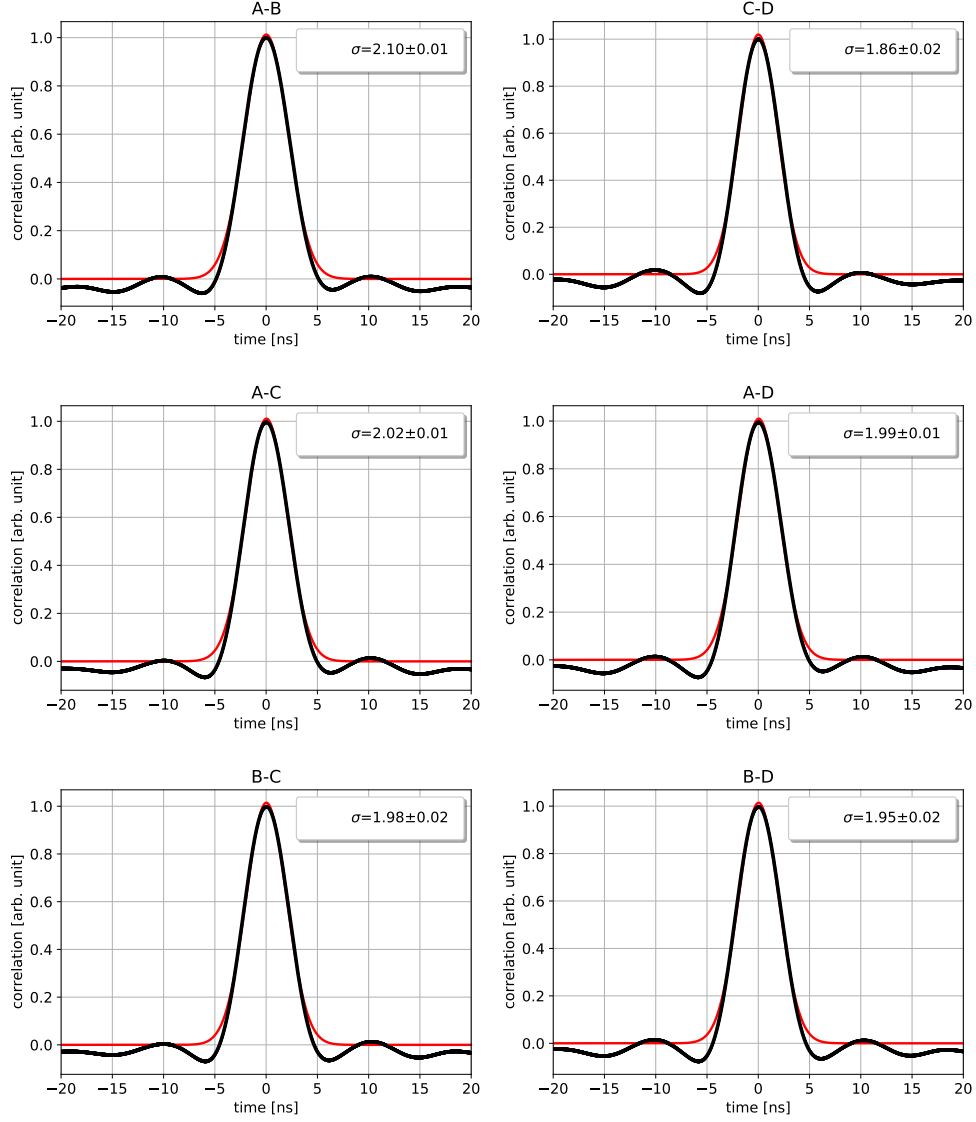 A-B
σ=2.10±0.01
correlation [arb. unit]
1.0
0.8
0.6
0.4
0.2
0.0
−20 −15 −10 −5 0 5 10 15 20
time [ns]
C-D
σ=1.86±0.02
correlation [arb. unit]
1.0
0.8
0.6
0.4
0.2
0.0
−20 −15 −10 −5 0 5 10 15 20
time [ns]
A-C
σ=2.02±0.01
correlation [arb. unit]
1.0
0.8
0.6
0.4
0.2
0.0
−20 −15 −10 −5 0 5 10 15 20
time [ns]
A-D
σ=1.99±0.01
correlation [arb. unit]
1.0
0.8
0.6
0.4
0.2
0.0
−20 −15 −10 −5 0 5 10 15 20
time [ns]
B-C
σ=1.98±0.02
correlation [arb. unit]
1.0
0.8
0.6
0.4
0.2
0.0
−20 −15 −10 −5 0 5 10 15 20
time [ns]
B-D
σ=1.95±0.02
correlation [arb. unit]
1.0
0.8
0.6
0.4
0.2
0.0
−20 −15 −10 −5 0 5 10 15 20
time [ns]